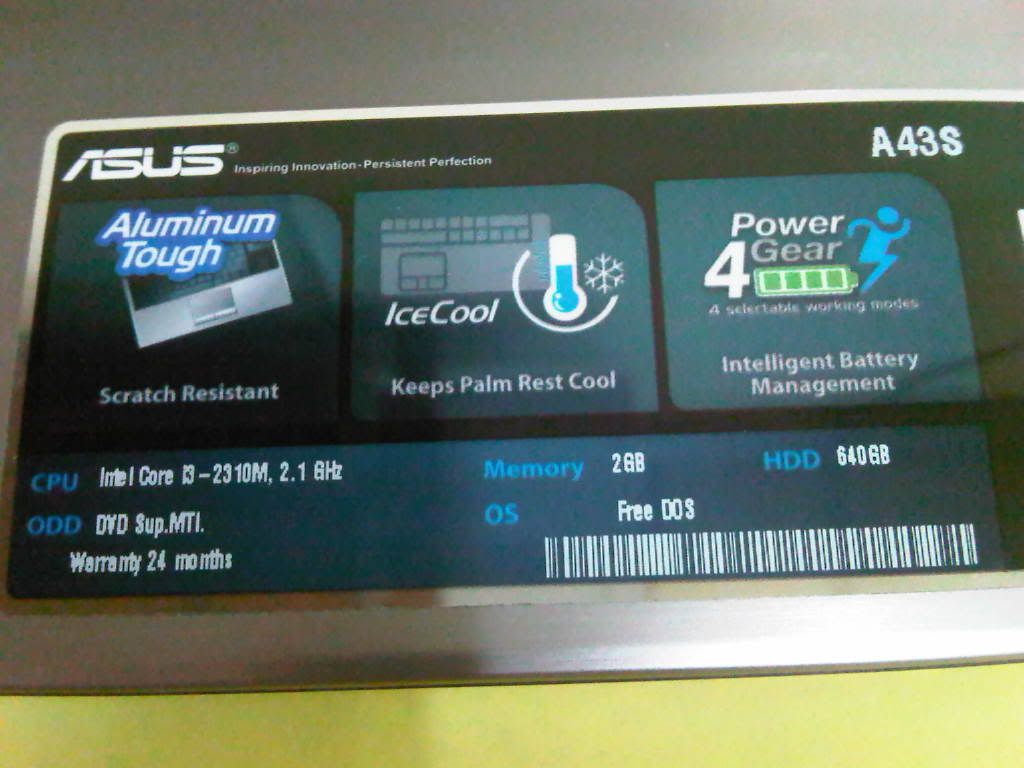 ASUS® Inspiring Innovation - Persistent Perfection
A43S
Aluminum
Tough
Scratch Resistant
IceCool
Keeps Palm Rest Cool
Power
4 Gear
4 selectable working modes
Intelligent Battery
Management
CPU Intel Core i3-2310M, 2.1 GHz
Memory 2GB
HDD 640GB
ODD DVD Sup.MTI.
OS Free DOS
Warranty 24 months